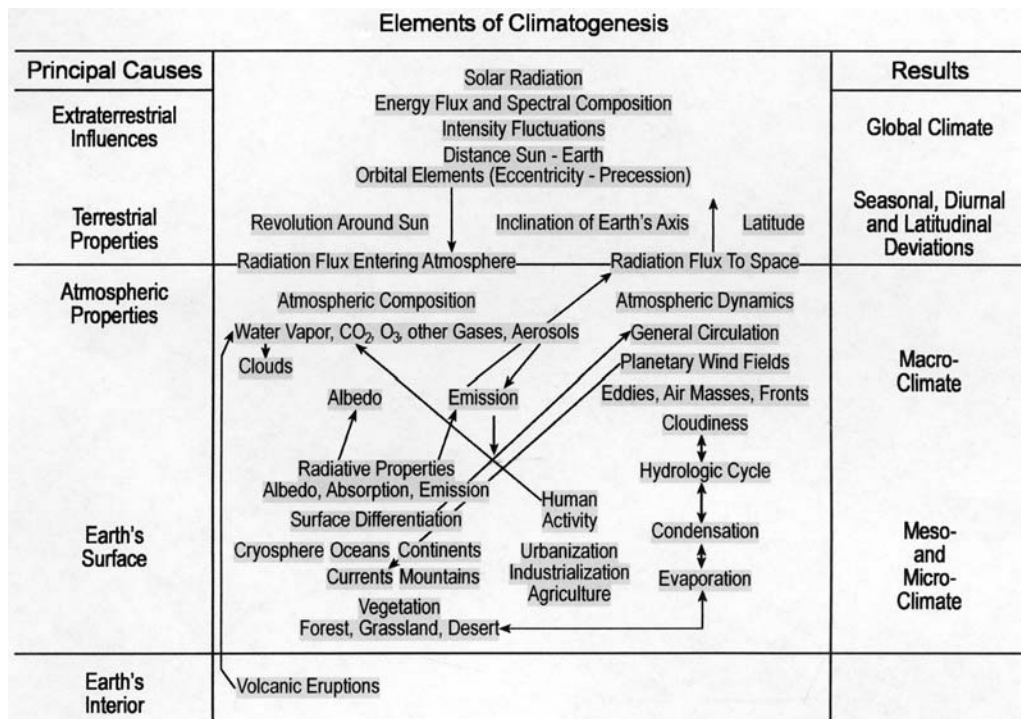 Elements of Climatogenesis
Principal Causes
Results
Solar Radiation
Energy Flux and Spectral Composition
Extraterrestrial
Influences
Intensity Fluctuations
Global Climate
Distance Sun - Earth
Orbital Elements (Eccentricity - Precession)
Terrestrial
Properties
Revolution Around Sun
Inclination of Earth's Axis
Latitude
Seasonal, Diurnal
and Latitudinal
Deviations
Radiation Flux Entering Atmosphere
Radiation Flux To Space
Atmospheric
Properties
Atmospheric Composition
Atmospheric Dynamics
Water Vapor, CO2, O3, other Gases, Aerosols
General Circulation
Clouds
Planetary Wind Fields
Macro-
Climate
Albedo
Emission
Eddies, Air Masses, Fronts
Cloudiness
Radiative Properties
Albedo, Absorption, Emission
Hydrologic Cycle
Human
Activity
Surface Differentiation
Condensation
Earth's
Surface
Cryosphere Oceans Continents
Currents Mountains
Urbanization
Industrialization
Agriculture
Evaporation
Meso-
and
Micro-
Climate
Vegetation
Forest, Grassland, Desert
Earth's
Interior
Volcanic Eruptions